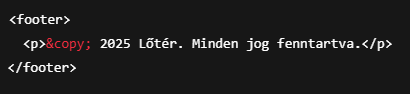 <footer>
  <p>&copy; 2025 Lőtér. Minden jog fenntartva.</p>
</footer>